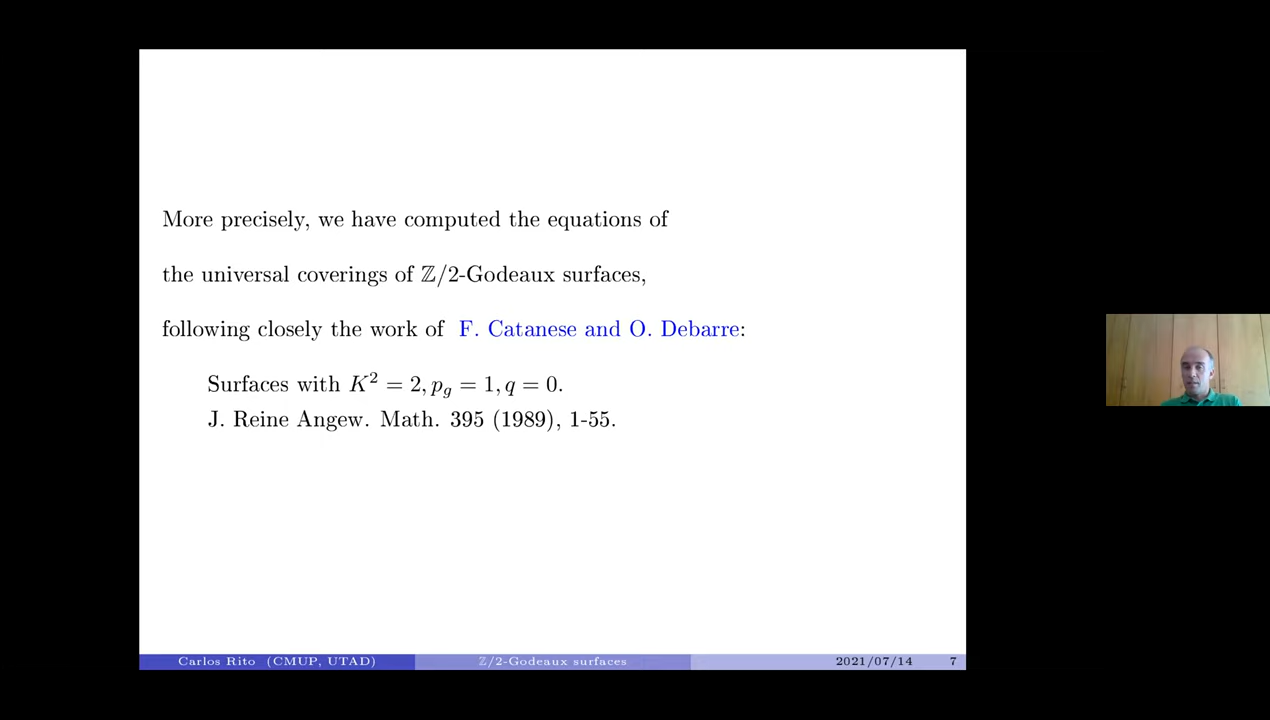 More precisely, we have computed the equations of
the universal coverings of ℤ/2-Godeaux surfaces,
following closely the work of F. Catanese and O. Debarre:
Surfaces with K² = 2, p_g = 1, q = 0.
J. Reine Angew. Math. 395 (1989), 1-55.
Carlos Rito (CMUP, UTAD) ℤ/2-Godeaux surfaces 2021/07/14 7